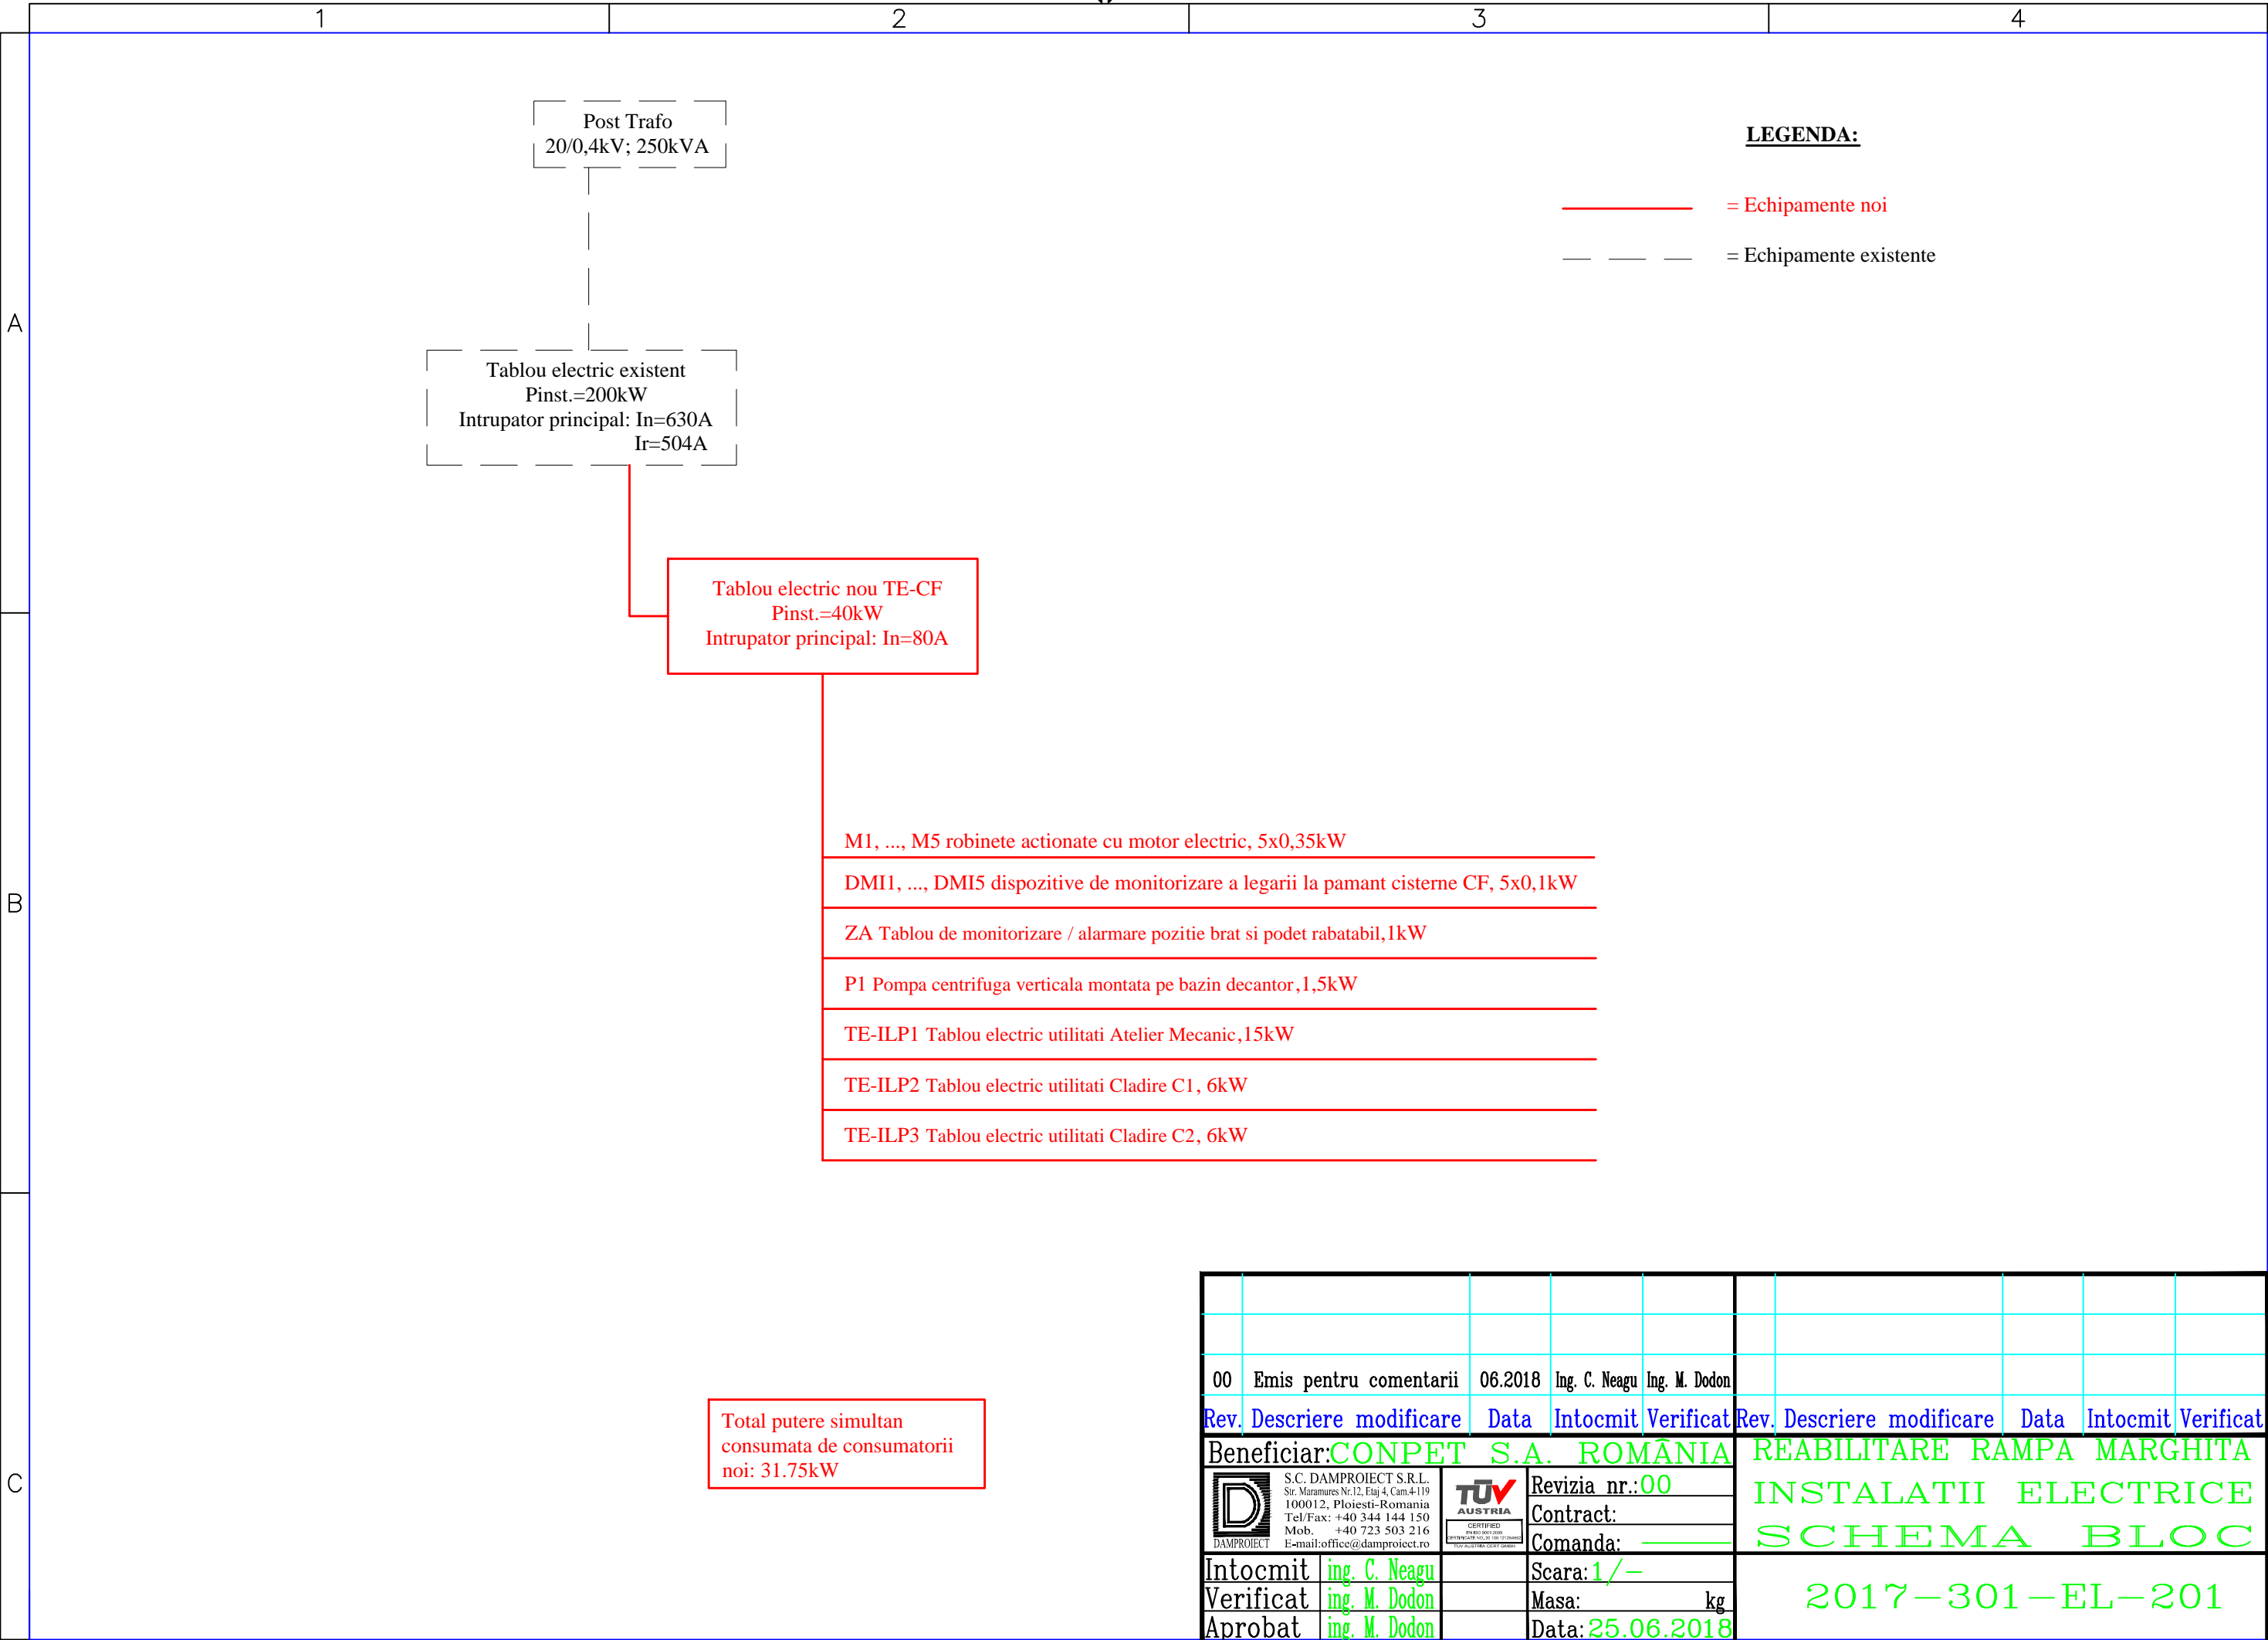 1 2 3 4
A
B
C
Post Trafo
20/0,4kV; 250kVA
LEGENDA:
= Echipamente noi
= Echipamente existente
Tablou electric existent
Pinst.=200kW
Intrupator principal: In=630A
Ir=504A
Tablou electric nou TE-CF
Pinst.=40kW
Intrupator principal: In=80A
M1, ..., M5 robinete actionate cu motor electric, 5x0,35kW
DMI1, ..., DMI5 dispozitive de monitorizare a legarii la pamant cisterne CF, 5x0,1kW
ZA Tablou de monitorizare / alarmare pozitie brat si podet rabatabil,1kW
P1 Pompa centrifuga verticala montata pe bazin decantor,1,5kW
TE-ILP1 Tablou electric utilitati Atelier Mecanic,15kW
TE-ILP2 Tablou electric utilitati Cladire C1, 6kW
TE-ILP3 Tablou electric utilitati Cladire C2, 6kW
Total putere simultan
consumata de consumatorii
noi: 31.75kW
00 Emis pentru comentarii 06.2018 Ing. C. Neagu Ing. M. Dodon
Rev. Descriere modificare Data Intocmit Verificat Rev. Descriere modificare Data Intocmit Verificat
Beneficiar:CONPET S.A. ROMÂNIA
REABILITARE RAMPA MARGHITA
INSTALATII ELECTRICE
SCHEMA BLOC
DAMPROIECT
S.C. DAMPROIECT S.R.L.
Str. Maramures Nr.12, Etaj 4, Cam.4-119
100012, Ploiesti-Romania
Tel/Fax: +40 344 144 150
Mob. +40 723 503 216
E-mail:office@damproiect.ro
TÜV
AUSTRIA
CERTIFIED
Revizia nr.:00
Contract:
Comanda:
Intocmit ing. C. Neagu
Verificat ing. M. Dodon
Aprobat ing. M. Dodon
Scara: 1/-
Masa: kg
Data: 25.06.2018
2017-301-EL-201